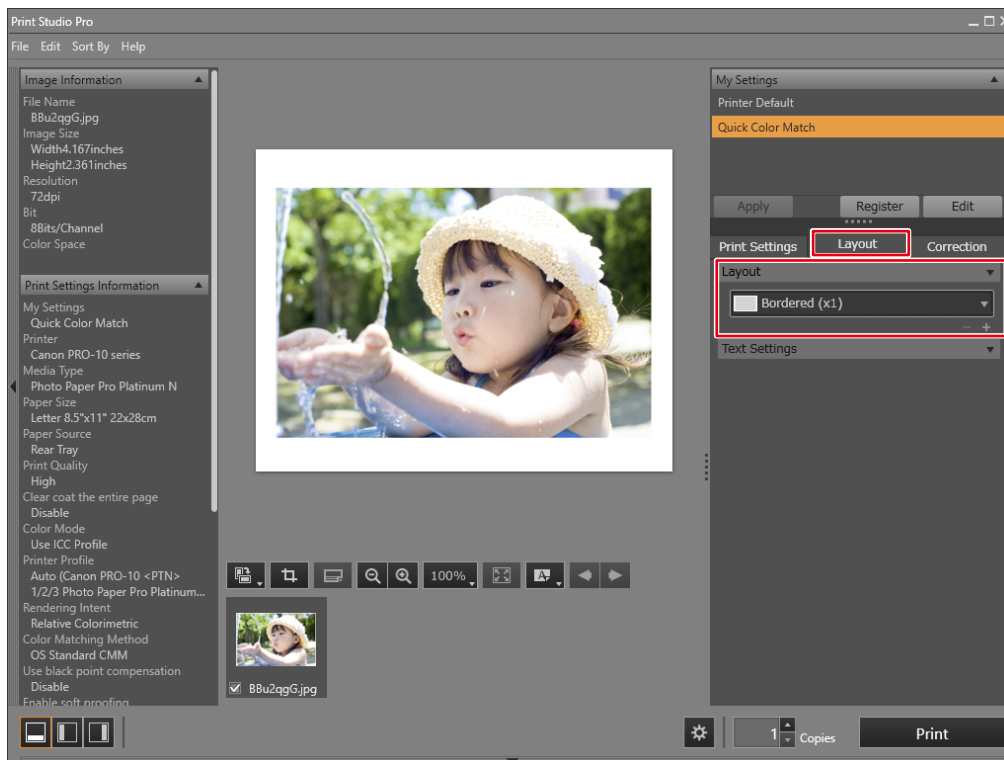 Print Studio Pro
File Edit Sort By Help
Image Information
File Name
BBu2qgG.jpg
Image Size
Width4.167inches
Height2.361inches
Resolution
72dpi
Bit
8Bits/Channel
Color Space
Print Settings Information
My Settings
Quick Color Match
Printer
Canon PRO-10 series
Media Type
Photo Paper Pro Platinum N
Paper Size
Letter 8.5"x11" 22x28cm
Paper Source
Rear Tray
Print Quality
High
Clear coat the entire page
Disable
Color Mode
Use ICC Profile
Printer Profile
Auto (Canon PRO-10 <PTN>
1/2/3 Photo Paper Pro Platinum...
Rendering Intent
Relative Colorimetric
Color Matching Method
OS Standard CMM
Use black point compensation
Disable
Enable soft proofing
100%
A
BBu2qgG.jpg
My Settings
Printer Default
Quick Color Match
Apply Register Edit
Print Settings Layout Correction
Layout
Bordered (x1)
Text Settings
1 Copies Print